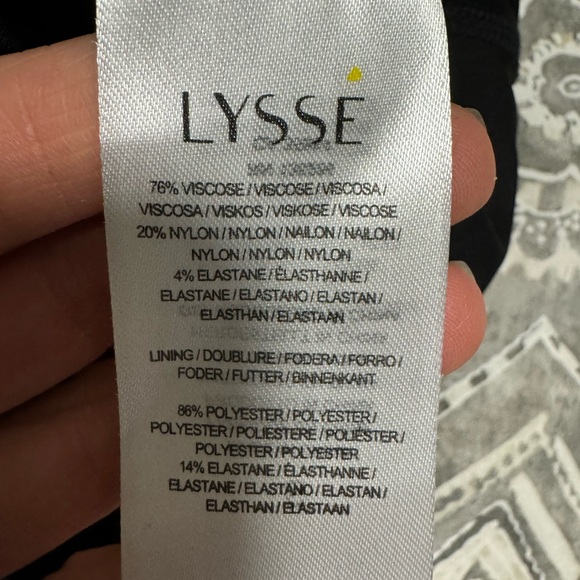 LYSSÉ
76% VISCOSE / VISCOSE / VISCOSA /
VISCOSA / VISKOS / VISKOSE / VISCOSE
20% NYLON / NYLON / NAILON / NAILON /
NYLON / NYLON / NYLON
4% ELASTANE / ÉLASTHANNE /
ELASTANE / ELASTANO / ELASTAN /
ELASTHAN / ELASTAAN
LINING / DOUBLURE / FODERA / FORRO /
FODER / FUTTER / BINNENKANT
86% POLYESTER / POLYESTER /
POLYESTER / POLIESTERE / POLIÉSTER /
POLYESTER / POLYESTER
14% ELASTANE / ÉLASTHANNE /
ELASTANE / ELASTANO / ELASTAN /
ELASTHAN / ELASTAAN